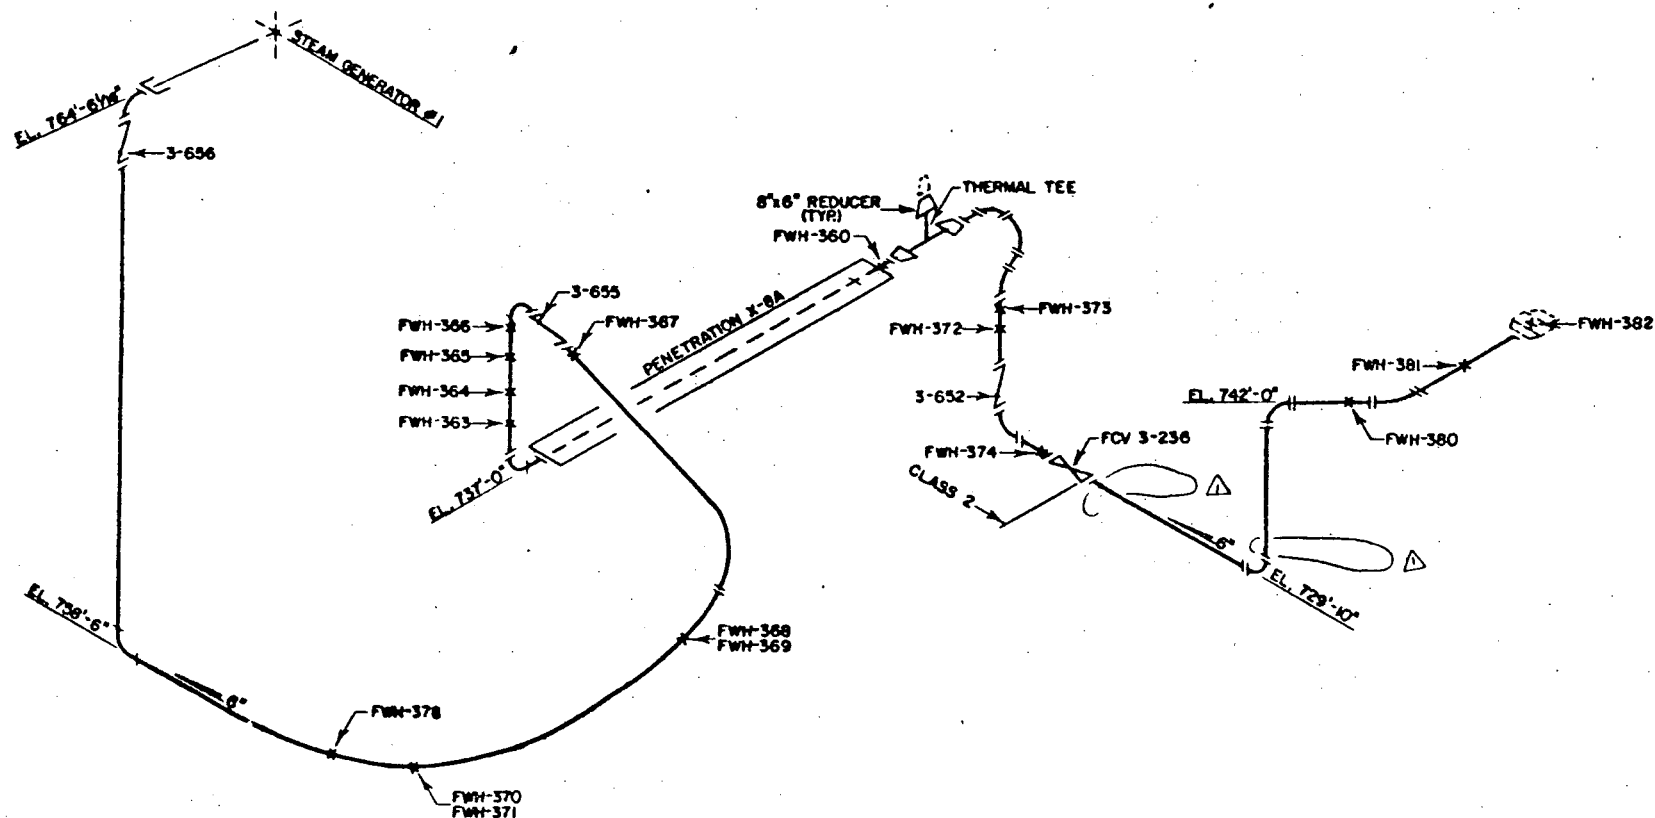 STEAM GENERATOR #1
EL. 764'-6 1/16"
3-656
THERMAL TEE
8"x6" REDUCER
(TYP.)
FWH-360
3-655
FWH-366
FWH-367
FWH-365
FWH-364
FWH-363
PENETRATION X-8A
EL. 737'-0"
FWH-373
FWH-372
3-652
FWH-374
FCV 3-236
CLASS 2
FWH-382
FWH-381
EL. 742'-0"
FWH-380
1
6"
1
EL. 729'-10"
EL. 738'-6"
FWH-368
FWH-369
6"
FWH-378
FWH-370
FWH-371